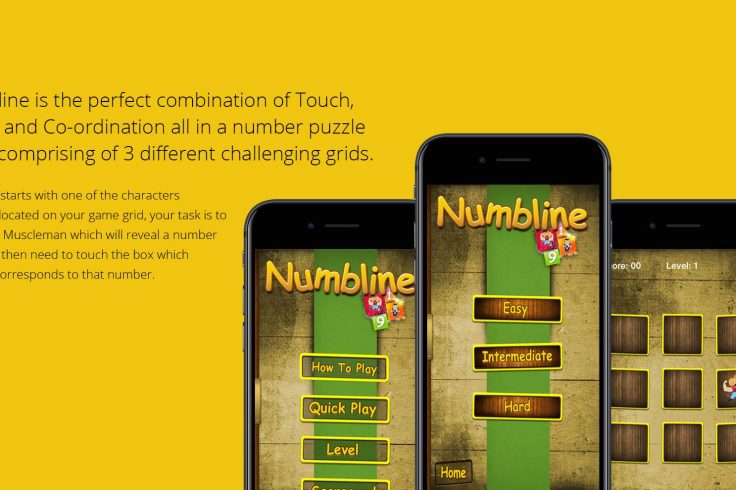 line is the perfect combination of Touch,
and Co-ordination all in a number puzzle
comprising of 3 different challenging grids.
starts with one of the characters
located on your game grid, your task is to
Muscleman which will reveal a number
then need to touch the box which
orresponds to that number.
Numbline
9
How To Play
Quick Play
Level
Numbline
1
9
Easy
Intermediate
Hard
Home
ore: 00 Level: 1